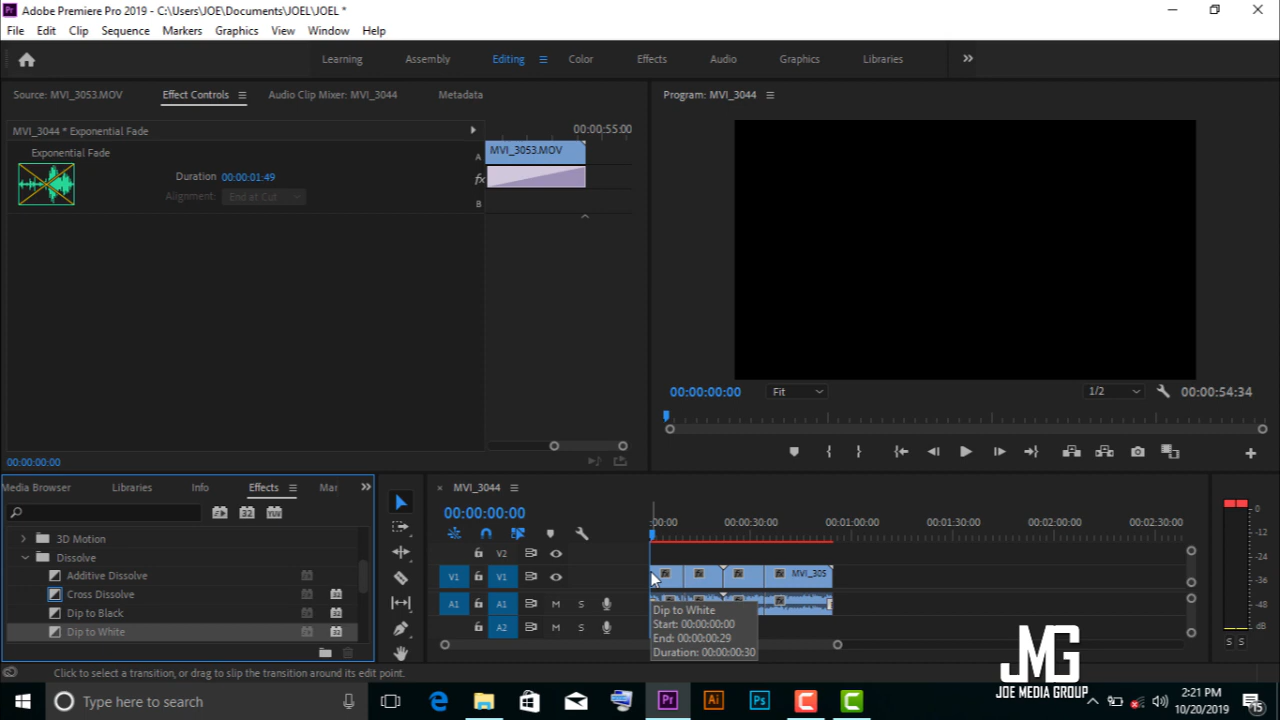 Adobe Premiere Pro 2019 - C:\Users\JOE\Documents\JOEL\JOEL *
File Edit Clip Sequence Markers Graphics View Window Help
Learning Assembly Editing Color Effects Audio Graphics Libraries
Source: MVI_3053.MOV Effect Controls Audio Clip Mixer: MVI_3044 Metadata
Program: MVI_3044
MVI_3044 * Exponential Fade
00:00:55:00
Exponential Fade
A MVI_3053.MOV
Duration 00:00:01:49
fx
Alignment: End at Cut
B
00:00:00:00 Fit 1/2 00:00:54:34
00:00:00:00
Media Browser Libraries Info Effects Mar
MVI_3044
00:00:00:00
:00:00 00:00:30:00 00:01:00:00 00:01:30:00 00:02:00:00 00:02:30:00
3D Motion
Dissolve
Additive Dissolve
Cross Dissolve
Dip to Black
Dip to White
V2
V1 V1 MVI_305
A1 A1 M S
A2 M S
Dip to White
Start: 00:00:00:00
End: 00:00:00:29
Duration: 00:00:00:30
0
S S
Click to select a transition, or drag to slip the transition around its edit point.
JMG
JOE MEDIA GROUP
Type here to search
Pr Ai Ps C C
2:21 PM
10/20/2019
15